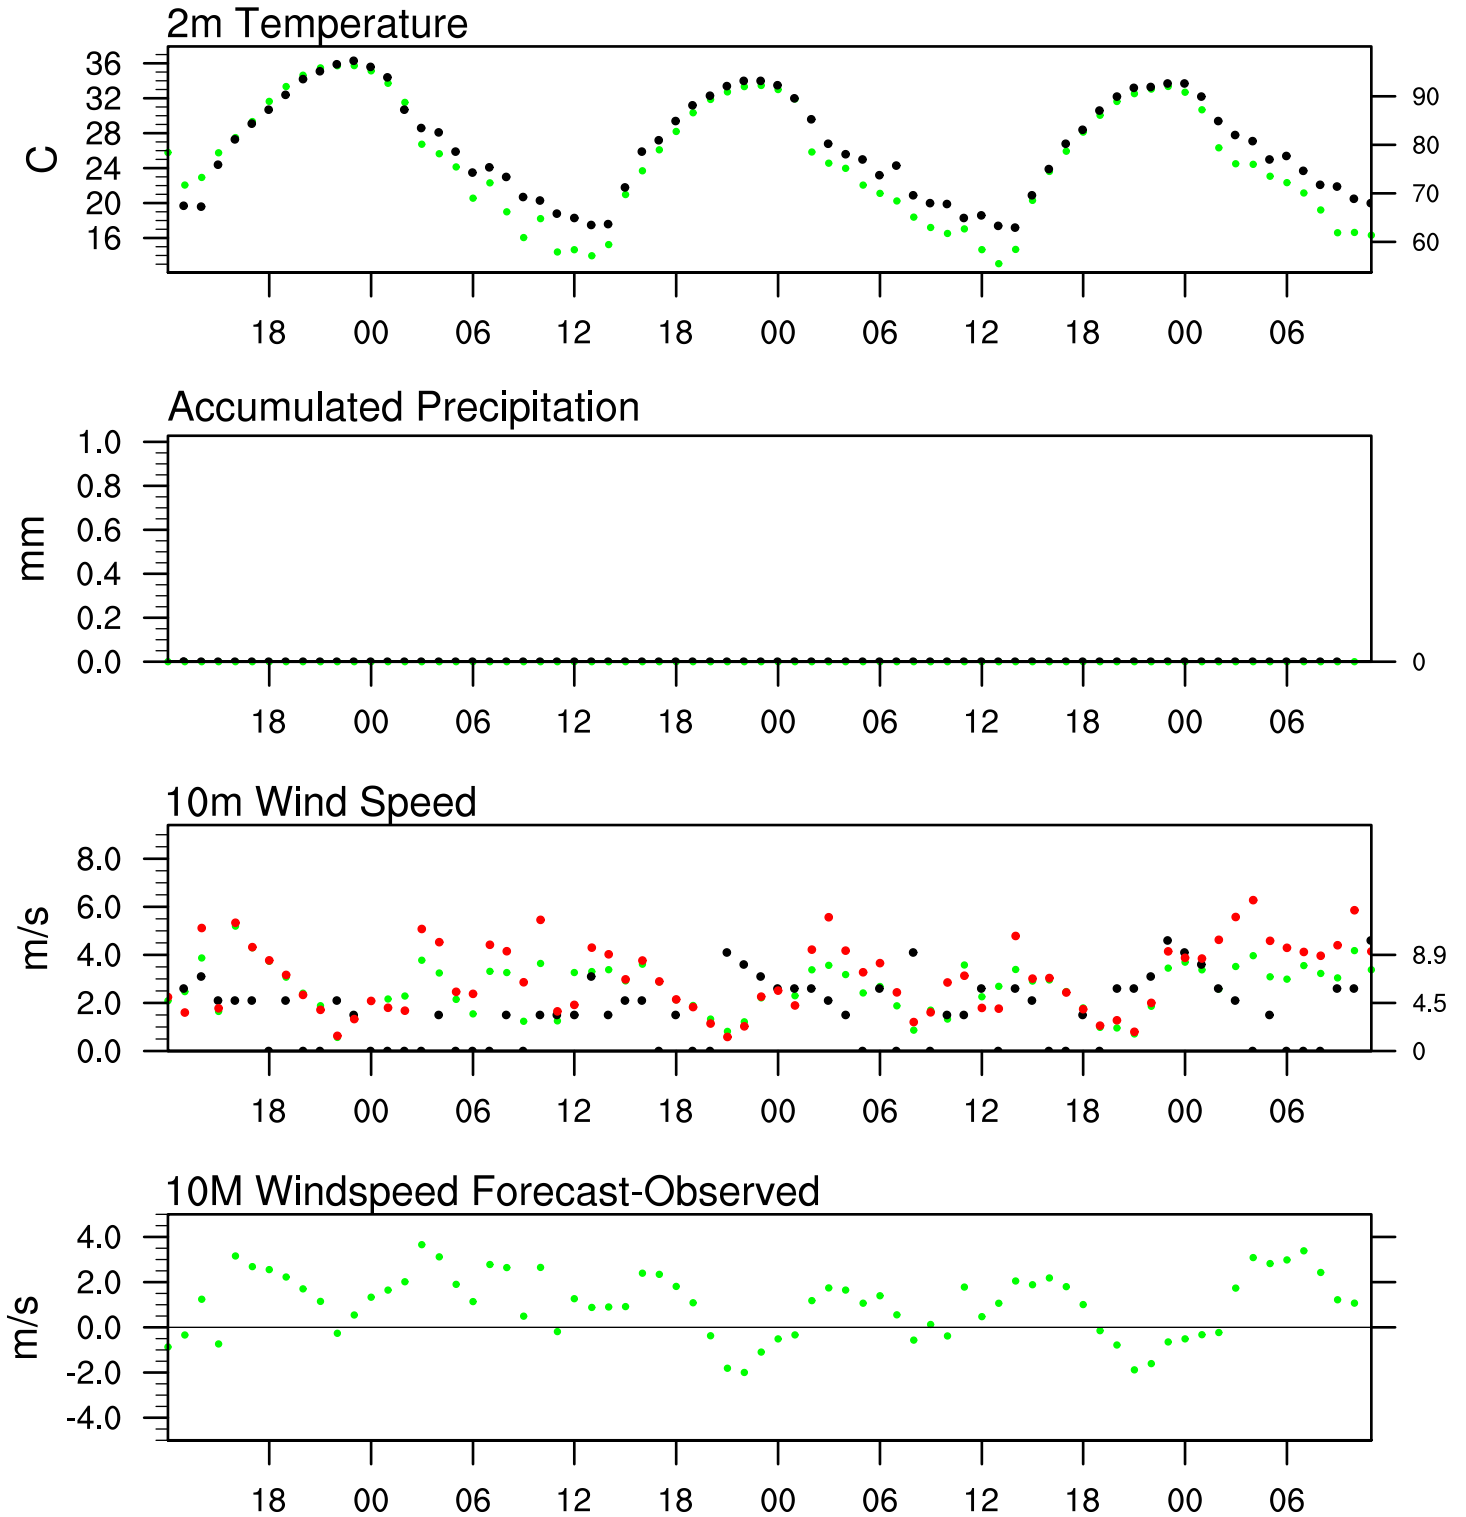 2m Temperature
36
32
28
24
20
16
C
90
80
70
60
18 00 06 12 18 00 06 12 18 00 06
Accumulated Precipitation
1.0
0.8
0.6
0.4
0.2
0.0
mm
0
18 00 06 12 18 00 06 12 18 00 06
10m Wind Speed
8.0
6.0
4.0
2.0
0.0
m/s
8.9
4.5
0
18 00 06 12 18 00 06 12 18 00 06
10M Windspeed Forecast-Observed
4.0
2.0
0.0
-2.0
-4.0
m/s
18 00 06 12 18 00 06 12 18 00 06